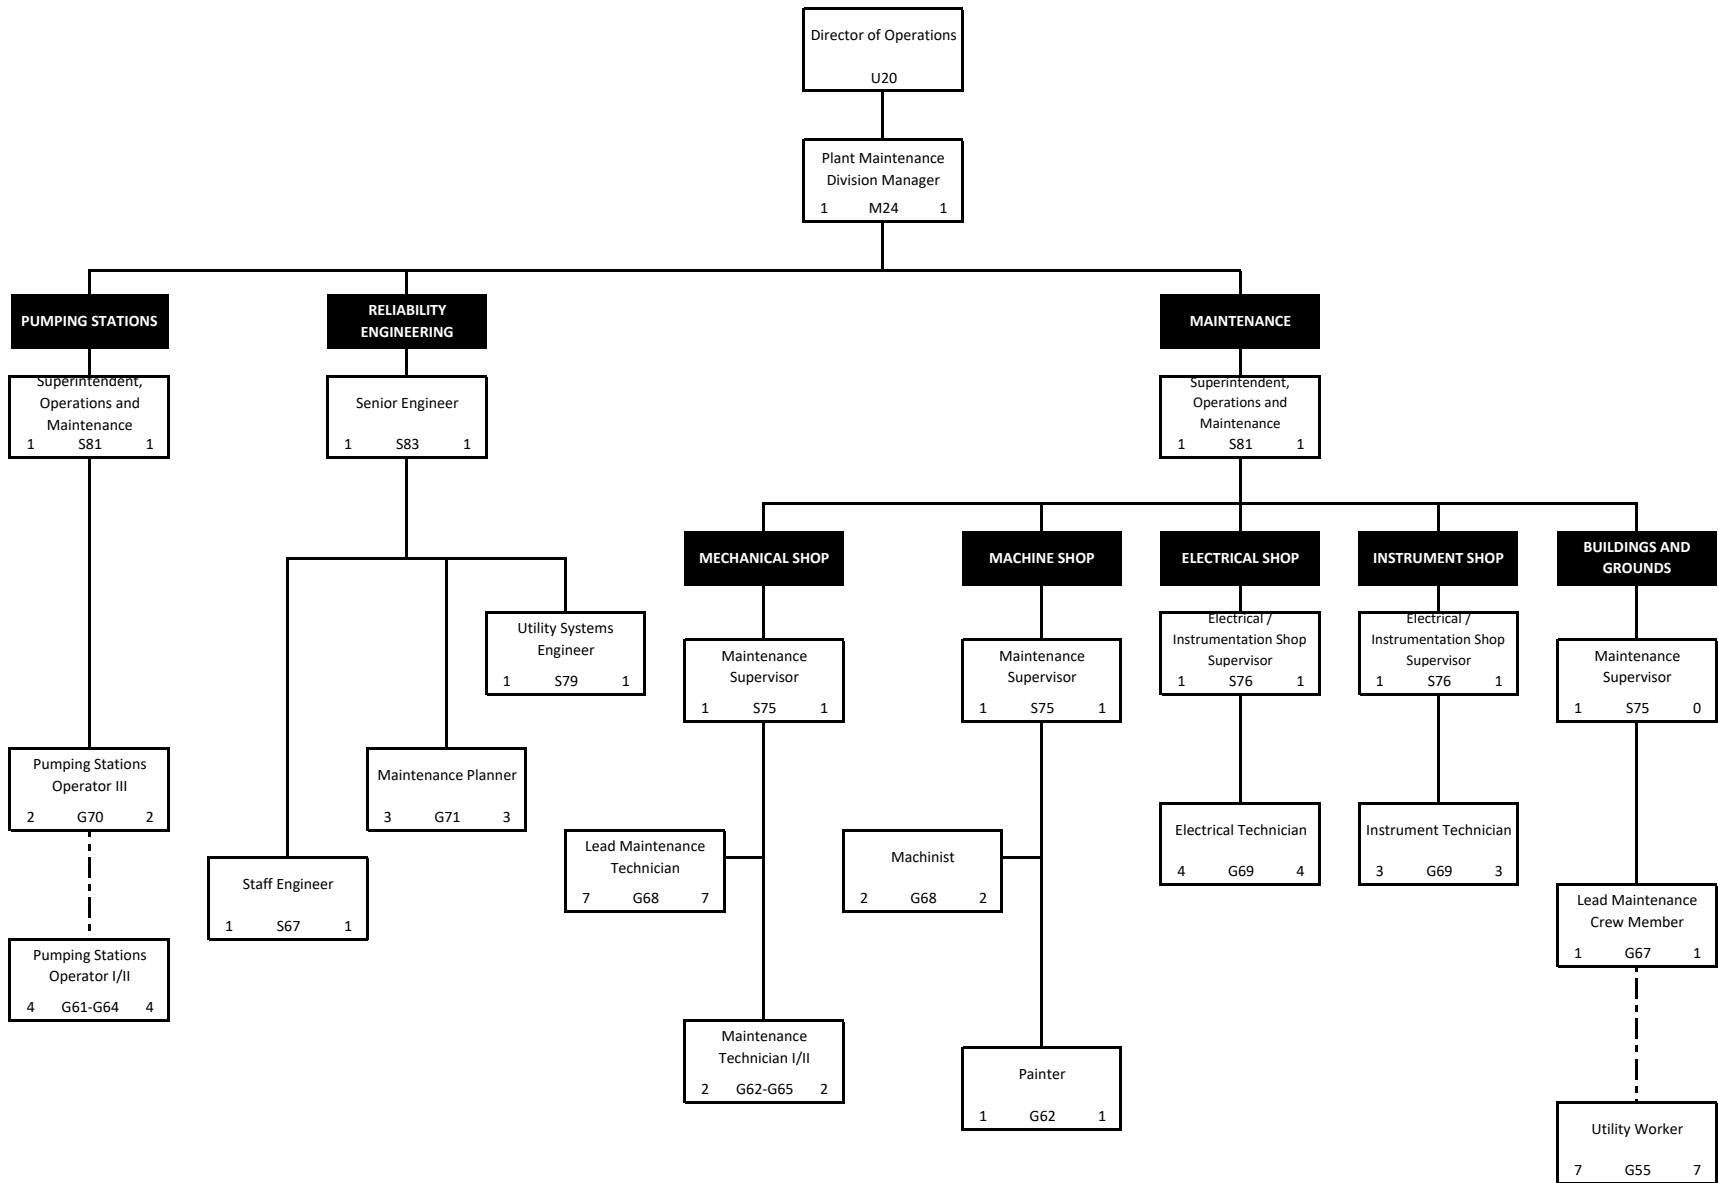 Director of Operations
U20
Plant Maintenance
Division Manager
1 M24 1
PUMPING STATIONS
RELIABILITY
ENGINEERING
MAINTENANCE
Superintendent,
Operations and
Maintenance
1 S81 1
Senior Engineer
1 S83 1
Superintendent,
Operations and
Maintenance
1 S81 1
MECHANICAL SHOP
MACHINE SHOP
ELECTRICAL SHOP
INSTRUMENT SHOP
BUILDINGS AND
GROUNDS
Utility Systems
Engineer
1 S79 1
Maintenance
Supervisor
1 S75 1
Maintenance
Supervisor
1 S75 1
Electrical /
Instrumentation Shop
Supervisor
1 S76 1
Electrical /
Instrumentation Shop
Supervisor
1 S76 1
Maintenance
Supervisor
1 S75 0
Pumping Stations
Operator III
2 G70 2
Maintenance Planner
3 G71 3
Lead Maintenance
Technician
7 G68 7
Machinist
2 G68 2
Electrical Technician
4 G69 4
Instrument Technician
3 G69 3
Staff Engineer
1 S67 1
Lead Maintenance
Crew Member
1 G67 1
Pumping Stations
Operator I/II
4 G61-G64 4
Maintenance
Technician I/II
2 G62-G65 2
Painter
1 G62 1
Utility Worker
7 G55 7